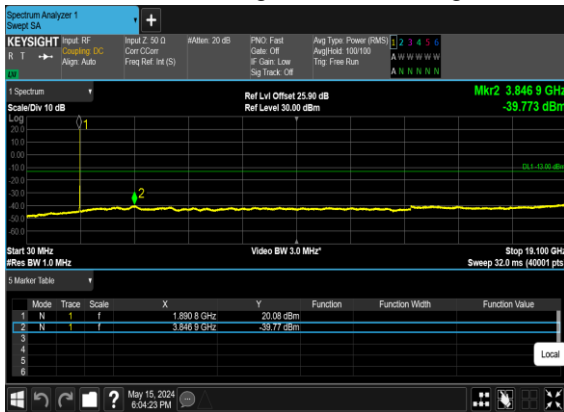 Spectrum Analyzer 1
Swept SA
+
KEYSIGHT Input: RF Input Z: 50 Ω #Atten: 20 dB PNO: Fast Avg Type: Power (RMS) 1 2 3 4 5 6
R T Coupling: DC Corr CCorr Gate: Off Avg|Hold: 100/100 A W W W W W
Align: Auto Freq Ref: Int (S) IF Gain: Low Trig: Free Run
Sig Track: Off A N N N N N
1 Spectrum Ref Lvl Offset 25.90 dB Mkr2 3.846 9 GHz
Scale/Div 10 dB Ref Level 30.00 dBm -39.773 dBm
Log
20.0
10.0
0.00
-10.0
DL1 -13.00 dBm
-20.0
-30.0
-40.0
-50.0
-60.0
1
2
Start 30 MHz Video BW 3.0 MHz* Stop 19.100 GHz
#Res BW 1.0 MHz Sweep 32.0 ms (40001 pts)
5 Marker Table
Mode Trace Scale X Y Function Function Width Function Value
1 N 1 f 1.890 8 GHz 20.08 dBm
2 N 1 f 3.846 9 GHz -39.77 dBm
3
4
5
6
Local
? May 15, 2024
6:04:23 PM